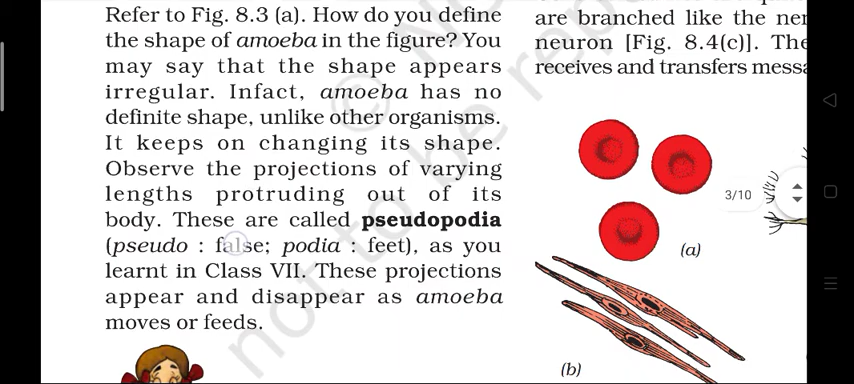 Refer to Fig. 8.3 (a). How do you define
the shape of amoeba in the figure? You
may say that the shape appears
irregular. Infact, amoeba has no
definite shape, unlike other organisms.
It keeps on changing its shape.
Observe the projections of varying
lengths protruding out of its
body. These are called pseudopodia
(pseudo : false; podia : feet), as you
learnt in Class VII. These projections
appear and disappear as amoeba
moves or feeds.
are branched like the
neuron [Fig. 8.4(c)].
receives and transfers
3/10
(a)
(b)
© 
not to be